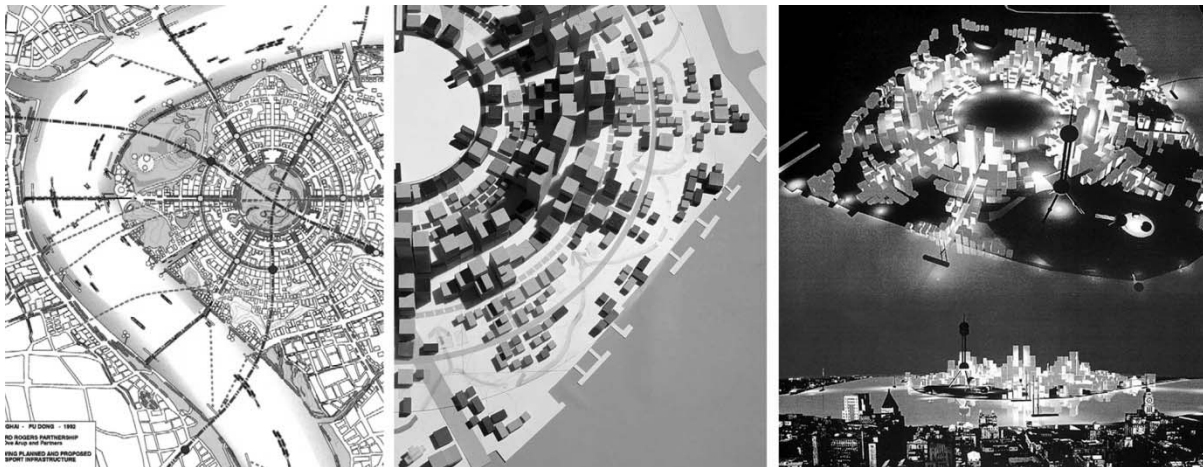 GHAI - PU DONG - 1992
RD ROGERS PARTNERSHIP
Ove Arup and Partners
ING PLANNED AND PROPOSED
SPORT INFRASTRUCTURE